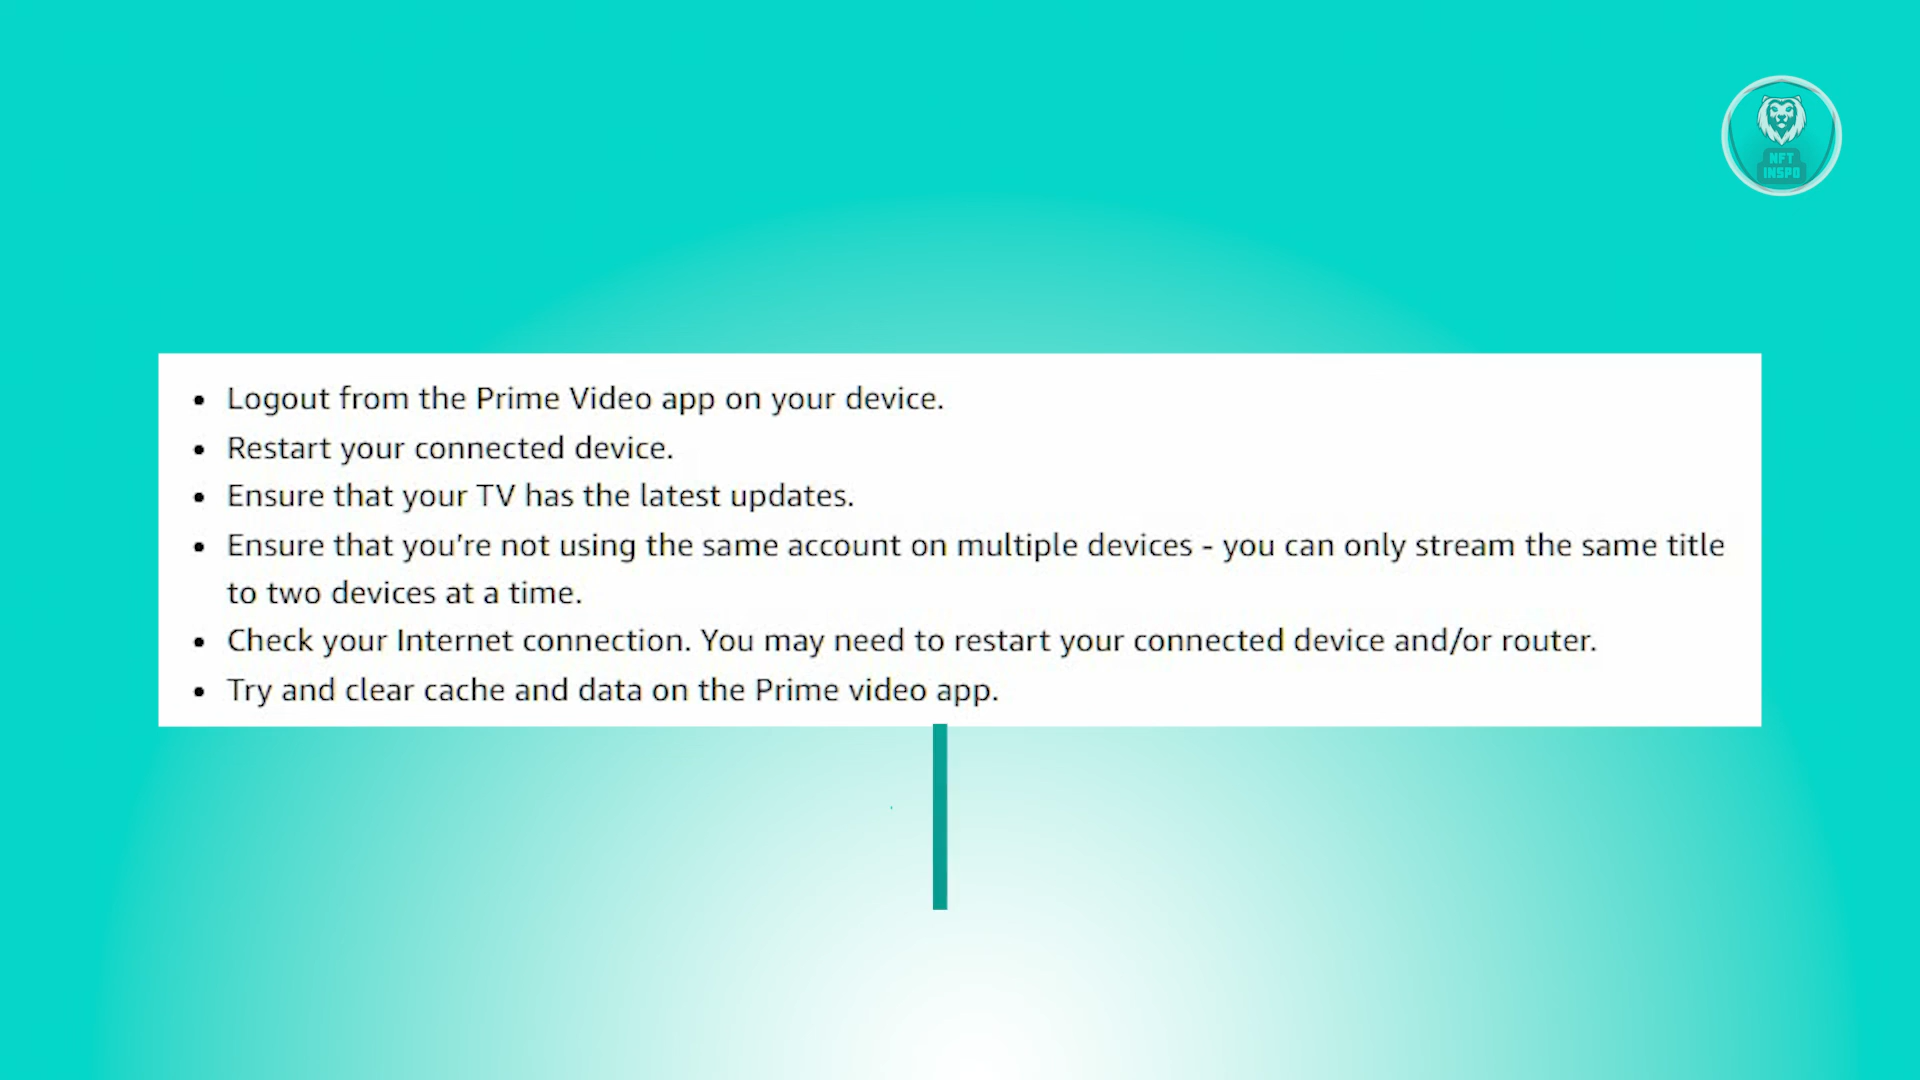 NFT
INSPO
• Logout from the Prime Video app on your device.
• Restart your connected device.
• Ensure that your TV has the latest updates.
• Ensure that you're not using the same account on multiple devices - you can only stream the same title
to two devices at a time.
• Check your Internet connection. You may need to restart your connected device and/or router.
• Try and clear cache and data on the Prime video app.